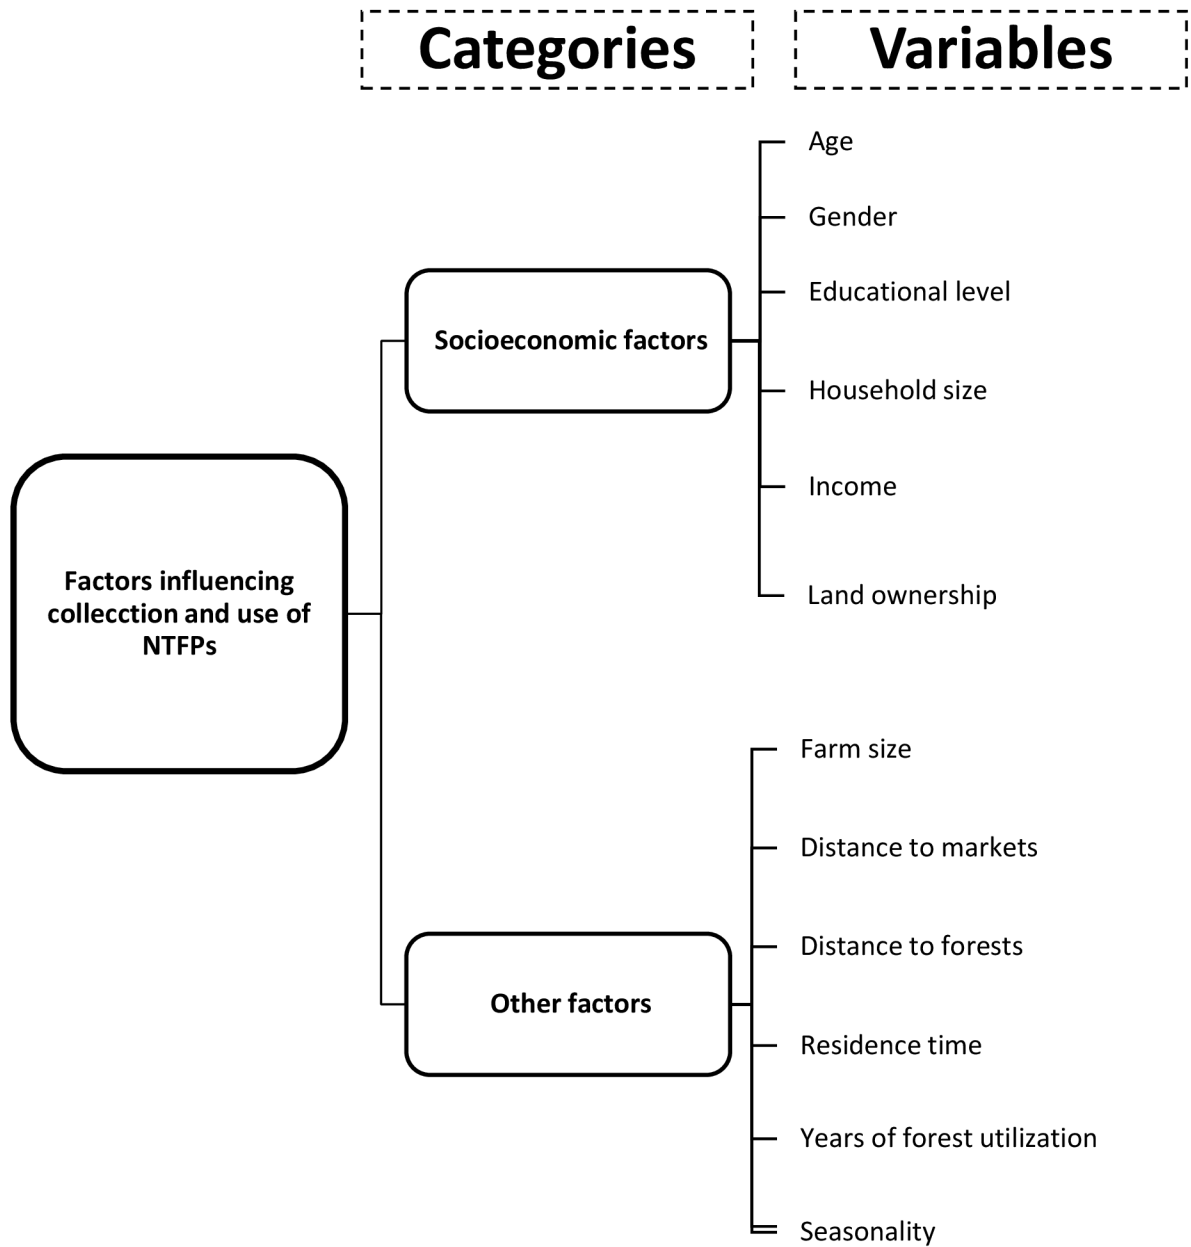 Categories
Variables
Age
Gender
Educational level
Socioeconomic factors
Household size
Income
Factors influencing
collecction and use of
NTFPs
Land ownership
Farm size
Distance to markets
Distance to forests
Other factors
Residence time
Years of forest utilization
Seasonality